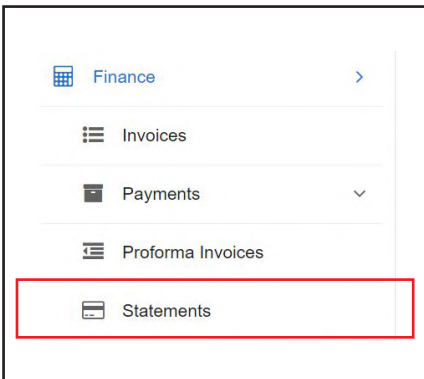 Finance
Invoices
Payments
Proforma Invoices
Statements